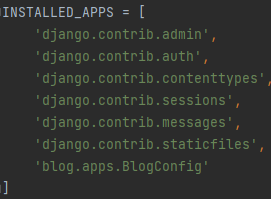 INSTALLED_APPS = [
    'django.contrib.admin',
    'django.contrib.auth',
    'django.contrib.contenttypes',
    'django.contrib.sessions',
    'django.contrib.messages',
    'django.contrib.staticfiles',
    'blog.apps.BlogConfig'
]